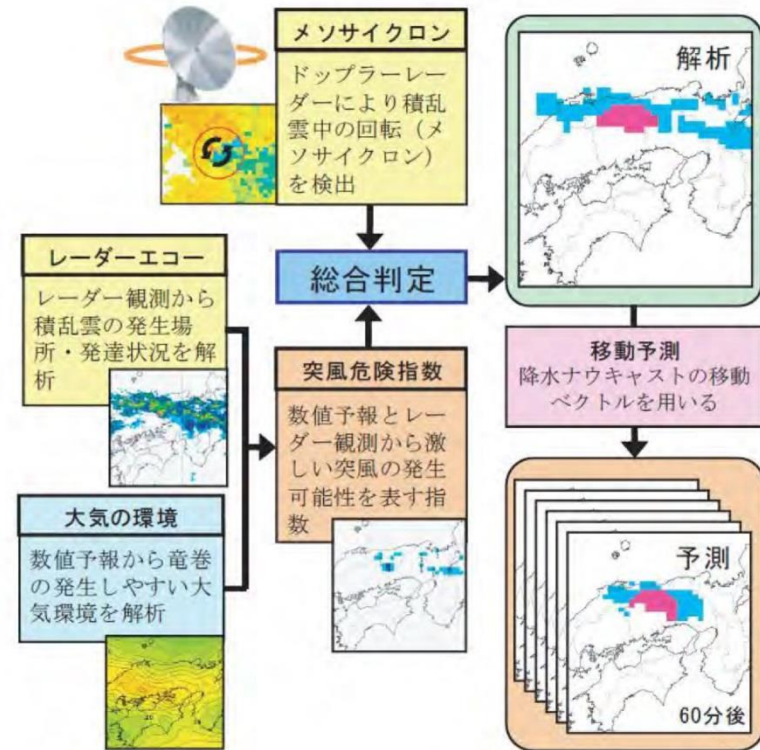 メソサイクロン
ドップラーレー
ダーにより積乱
雲中の回転（メ
ソサイクロン）
を検出
解析
レーダーエコー
レーダー観測から
積乱雲の発生場
所・発達状況を解
析
総合判定
突風危険指数
数値予報とレー
ダー観測から激
しい突風の発生
可能性を表す指
数
移動予測
降水ナウキャストの移動
ベクトルを用いる
大気の環境
数値予報から竜巻
の発生しやすい大
気環境を解析
予測
60分後